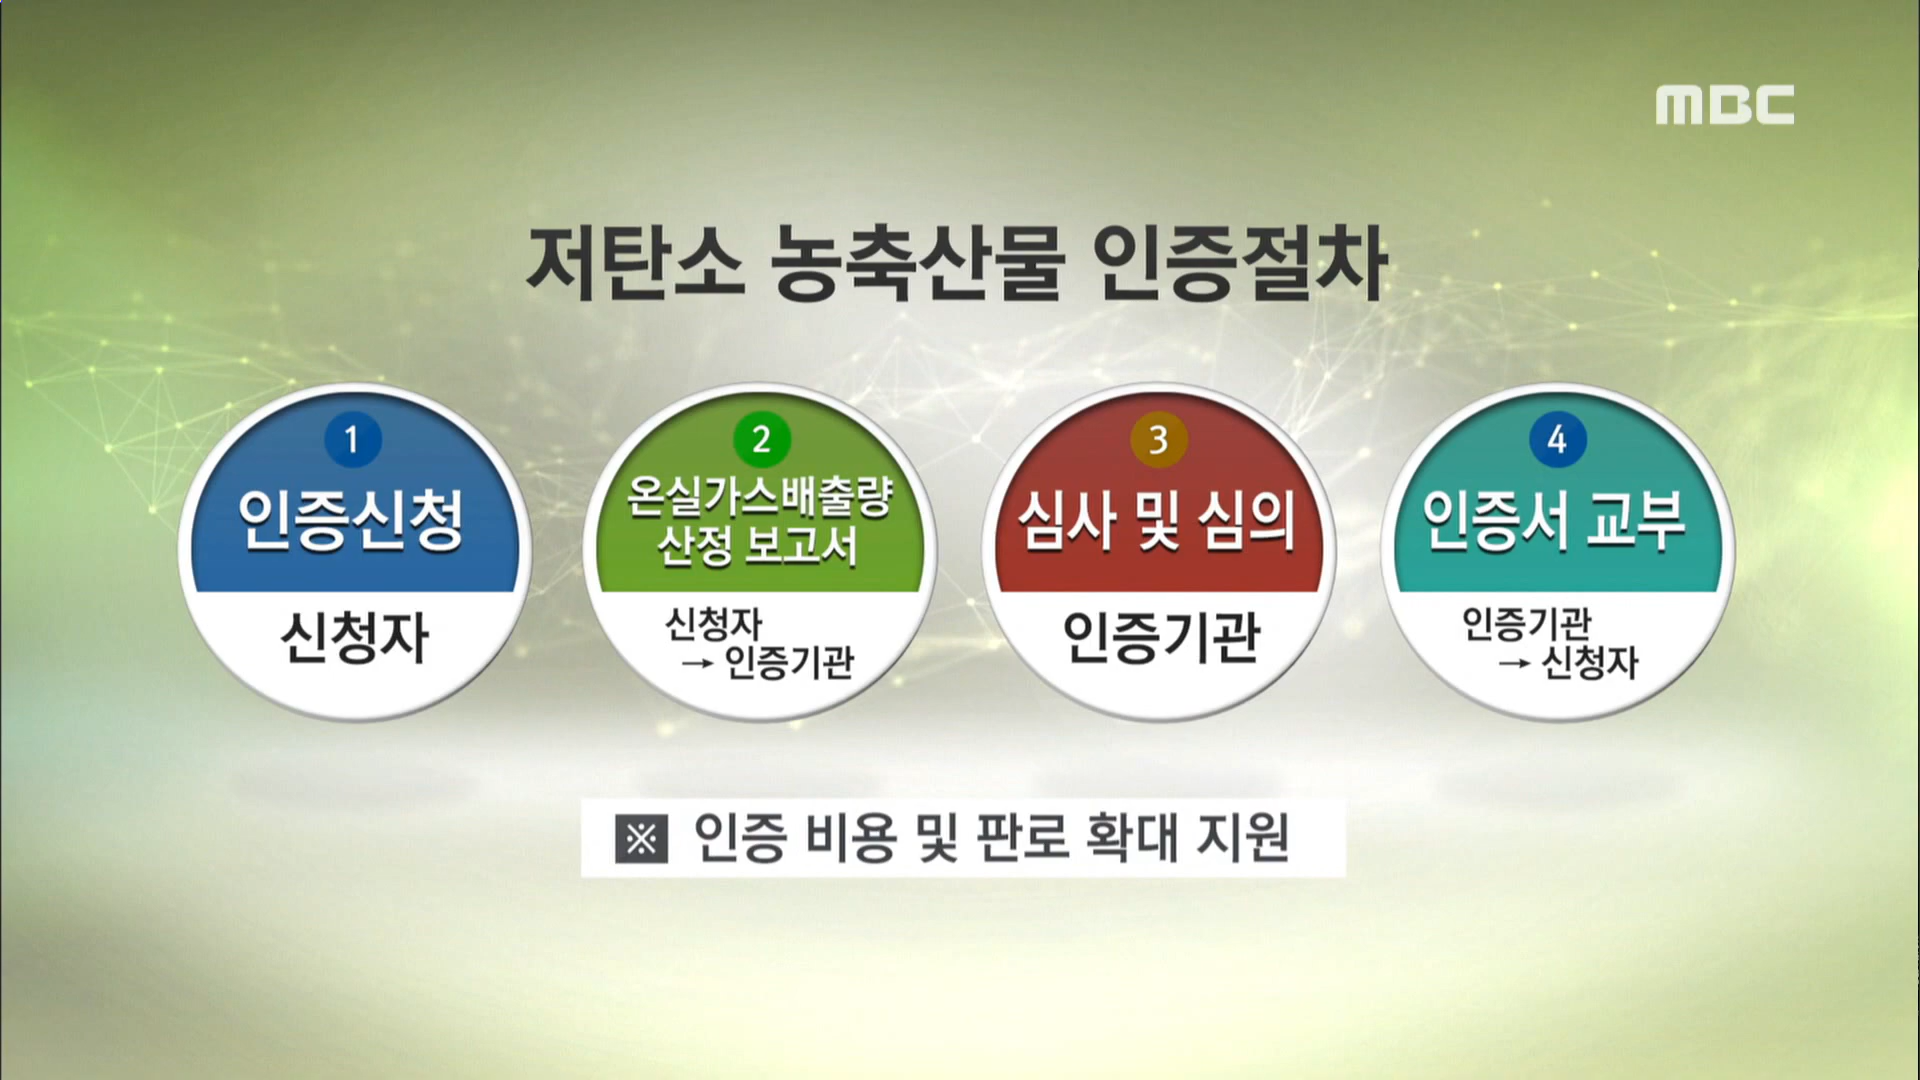 MBC
저탄소 농축산물 인증절차
1
인증신청
신청자
2
온실가스배출량
산정 보고서
신청자
→ 인증기관
3
심사 및 심의
인증기관
4
인증서 교부
인증기관
→ 신청자
※ 인증 비용 및 판로 확대 지원